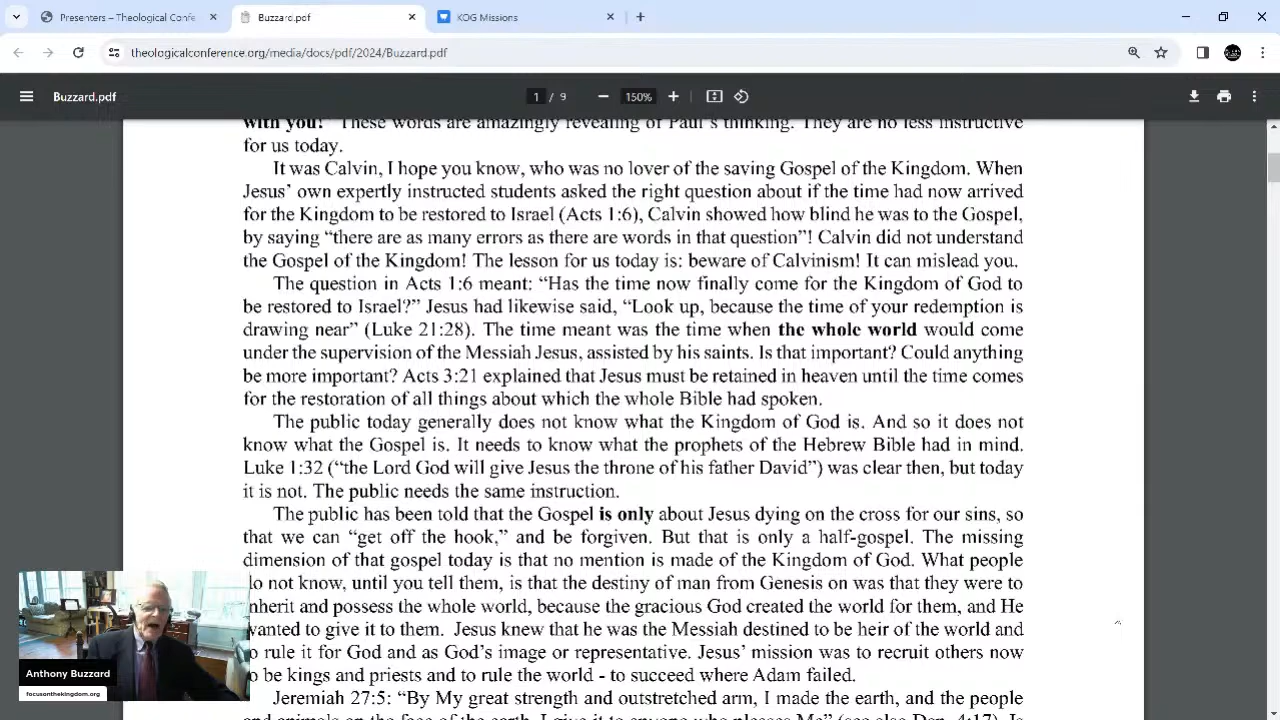 Presenters – Theological Confe
Buzzard.pdf
KOG Missions
theologicalconference.org/media/docs/pdf/2024/Buzzard.pdf
Buzzard.pdf
1 / 9
150%
with you!" These words are amazingly revealing of Paul's thinking. They are no less instructive
for us today.
It was Calvin, I hope you know, who was no lover of the saving Gospel of the Kingdom. When
Jesus' own expertly instructed students asked the right question about if the time had now arrived
for the Kingdom to be restored to Israel (Acts 1:6), Calvin showed how blind he was to the Gospel,
by saying "there are as many errors as there are words in that question"! Calvin did not understand
the Gospel of the Kingdom! The lesson for us today is: beware of Calvinism! It can mislead you.
The question in Acts 1:6 meant: "Has the time now finally come for the Kingdom of God to
be restored to Israel?" Jesus had likewise said, "Look up, because the time of your redemption is
drawing near" (Luke 21:28). The time meant was the time when the whole world would come
under the supervision of the Messiah Jesus, assisted by his saints. Is that important? Could anything
be more important? Acts 3:21 explained that Jesus must be retained in heaven until the time comes
for the restoration of all things about which the whole Bible had spoken.
The public today generally does not know what the Kingdom of God is. And so it does not
know what the Gospel is. It needs to know what the prophets of the Hebrew Bible had in mind.
Luke 1:32 ("the Lord God will give Jesus the throne of his father David") was clear then, but today
it is not. The public needs the same instruction.
The public has been told that the Gospel is only about Jesus dying on the cross for our sins, so
that we can "get off the hook," and be forgiven. But that is only a half-gospel. The missing
dimension of that gospel today is that no mention is made of the Kingdom of God. What people
do not know, until you tell them, is that the destiny of man from Genesis on was that they were to
inherit and possess the whole world, because the gracious God created the world for them, and He
wanted to give it to them. Jesus knew that he was the Messiah destined to be heir of the world and
to rule it for God and as God's image or representative. Jesus' mission was to recruit others now
to be kings and priests and to rule the world - to succeed where Adam failed.
Jeremiah 27:5: "By My great strength and outstretched arm, I made the earth, and the people
and animals on the face of the earth. I give it to anyone who pleases Me" (see also Dan. 4:17). Is
Anthony Buzzard
focusonthekingdom.org